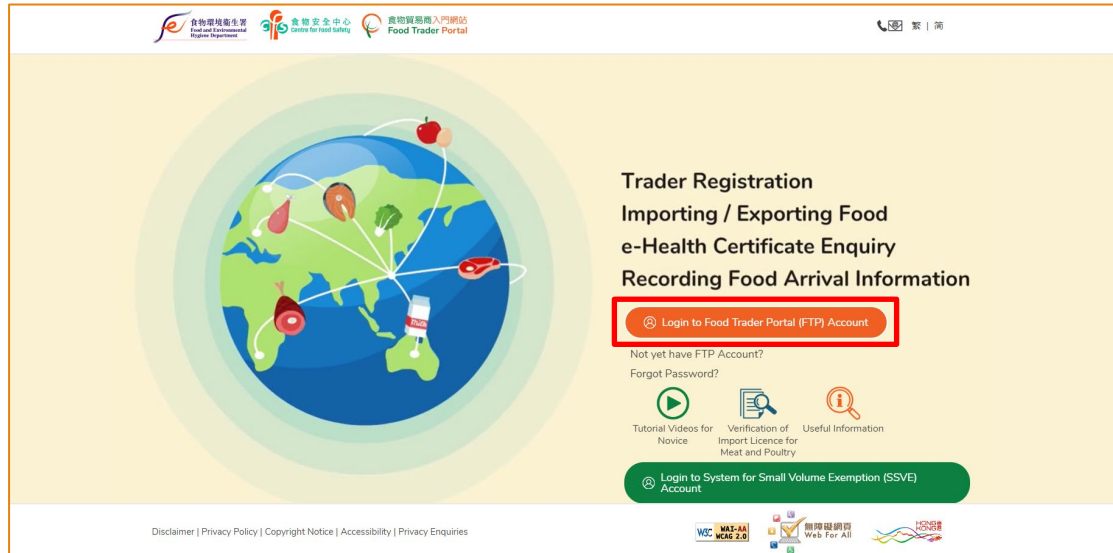 食物環境衞生署
Food and Environmental
Hygiene Department
cfs
食物安全中心
Centre for Food Safety
食物貿易商入門網站
Food Trader Portal
繁 | 简
Trader Registration
Importing / Exporting Food
e-Health Certificate Enquiry
Recording Food Arrival Information
Login to Food Trader Portal (FTP) Account
Not yet have FTP Account?
Forgot Password?
Tutorial Videos for
Novice
Verification of
Import Licence for
Meat and Poultry
Useful Information
Login to System for Small Volume Exemption (SSVE)
Account
Disclaimer | Privacy Policy | Copyright Notice | Accessibility | Privacy Enquiries
W3C WAI-AA
WCAG 2.0
無障礙網頁
Web For All
HONG
KONG